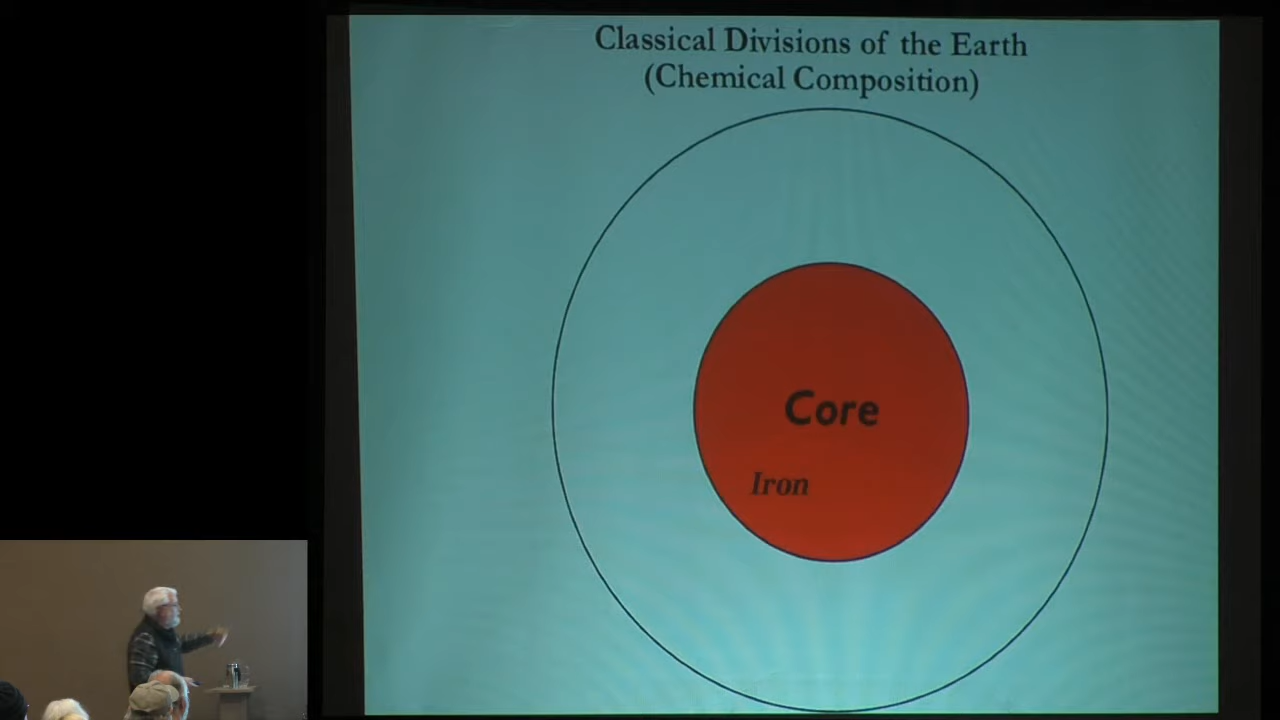 Classical Divisions of the Earth
(Chemical Composition)
Core
Iron